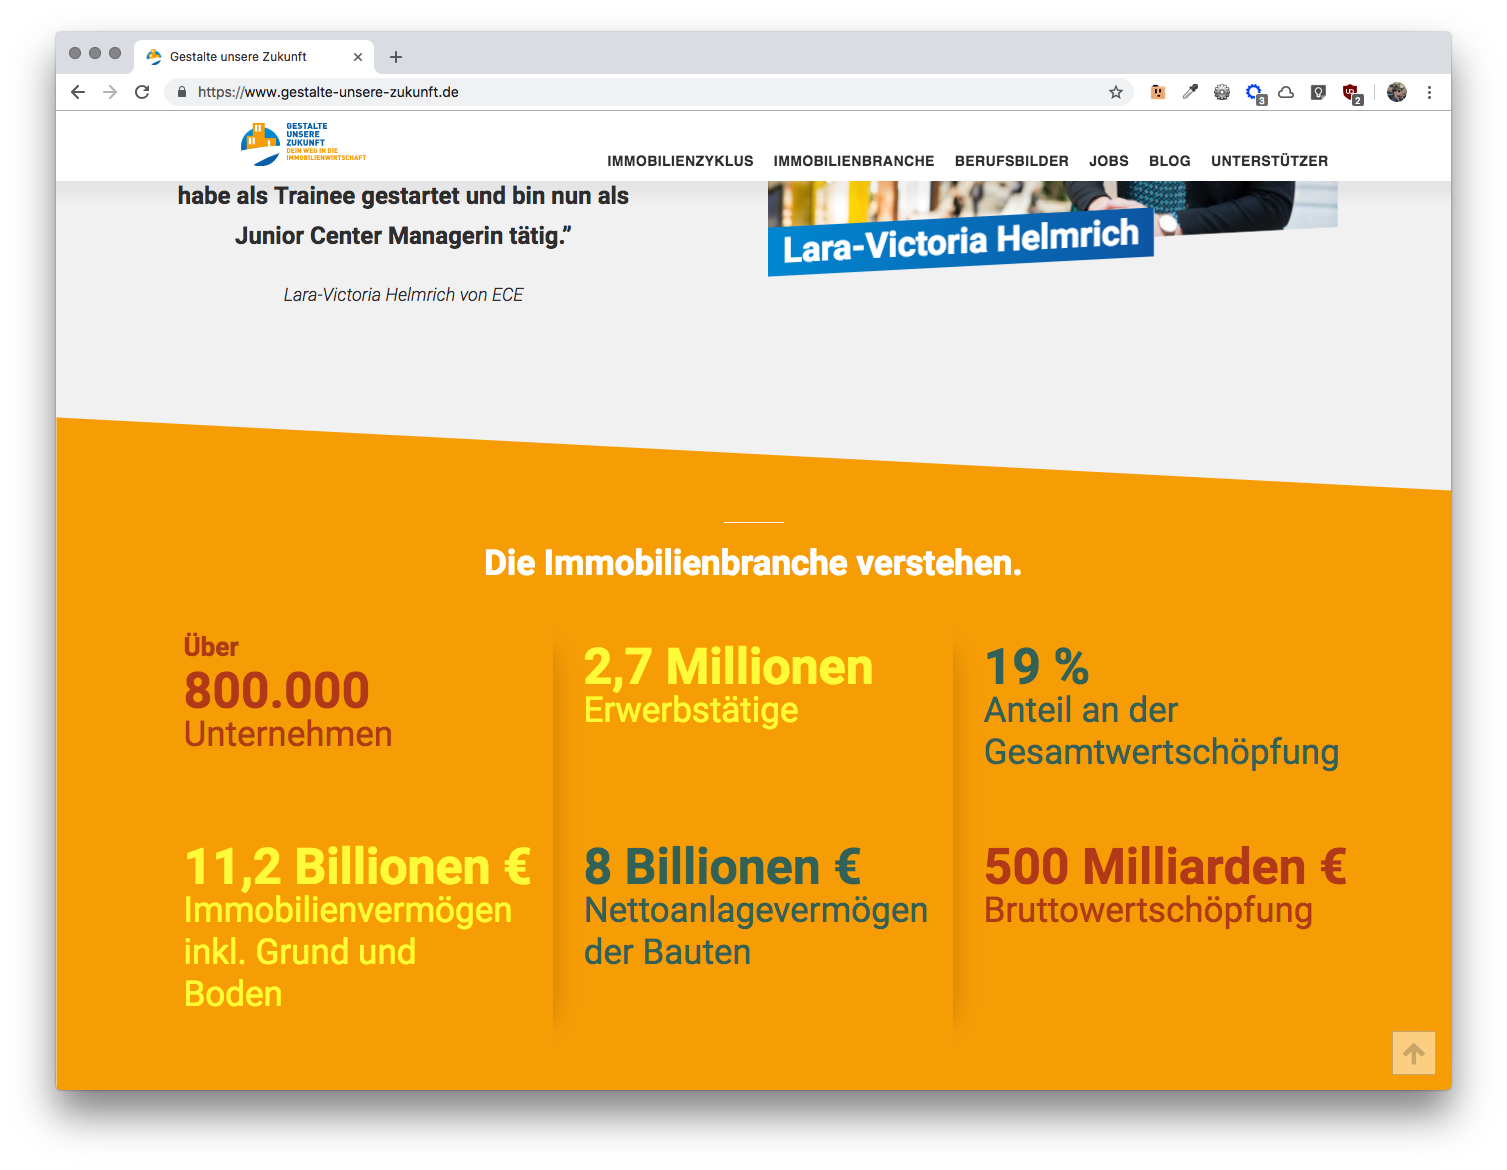 Gestalte unsere Zukunft
https://www.gestalte-unsere-zukunft.de
3
2
GESTALTE
UNSERE
ZUKUNFT
DEIN WEG IN DIE
IMMOBILIENWIRTSCHAFT
IMMOBILIENZYKLUS IMMOBILIENBRANCHE BERUFSBILDER JOBS BLOG UNTERSTÜTZER
habe als Trainee gestartet und bin nun als
Junior Center Managerin tätig.”
Lara-Victoria Helmrich von ECE
Lara-Victoria Helmrich
Die Immobilienbranche verstehen.
Über
800.000
Unternehmen
2,7 Millionen
Erwerbstätige
19 %
Anteil an der
Gesamtwertschöpfung
11,2 Billionen €
Immobilienvermögen
inkl. Grund und
Boden
8 Billionen €
Nettoanlagevermögen
der Bauten
500 Milliarden €
Bruttowertschöpfung